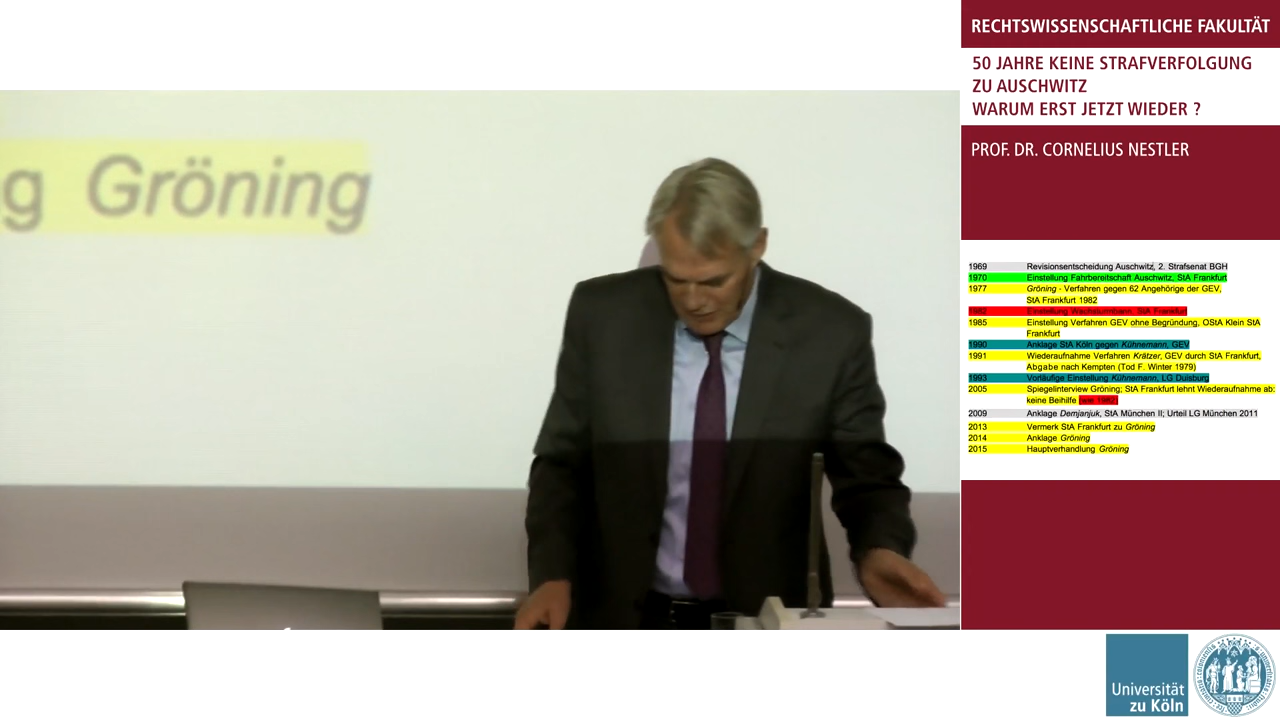 g Gröning
RECHTSWISSENSCHAFTLICHE FAKULTÄT
50 JAHRE KEINE STRAFVERFOLGUNG
ZU AUSCHWITZ
WARUM ERST JETZT WIEDER ?
PROF. DR. CORNELIUS NESTLER
1969 Revisionsentscheidung Auschwitz, 2. Strafsenat BGH
1970 Einstellung Fahrbereitschaft Auschwitz, StA Frankfurt
1977 Gröning - Verfahren gegen 62 Angehörige der GEV,
StA Frankfurt 1982
1982 Einstellung Wachsturmbann, StA Frankfurt
1985 Einstellung Verfahren GEV ohne Begründung, OStA Klein StA
Frankfurt
1990 Anklage StA Köln gegen Kühnemann, GEV
1991 Wiederaufnahme Verfahren Krätzer, GEV durch StA Frankfurt,
Abgabe nach Kempten (Tod F. Winter 1979)
1993 Vorläufige Einstellung Kühnemann, LG Duisburg
2005 Spiegelinterview Gröning; StA Frankfurt lehnt Wiederaufnahme ab:
keine Beihilfe (wie 1982)
2009 Anklage Demjanjuk, StA München II; Urteil LG München 2011
2013 Vermerk StA Frankfurt zu Gröning
2014 Anklage Gröning
2015 Hauptverhandlung Gröning
Universität
zu Köln